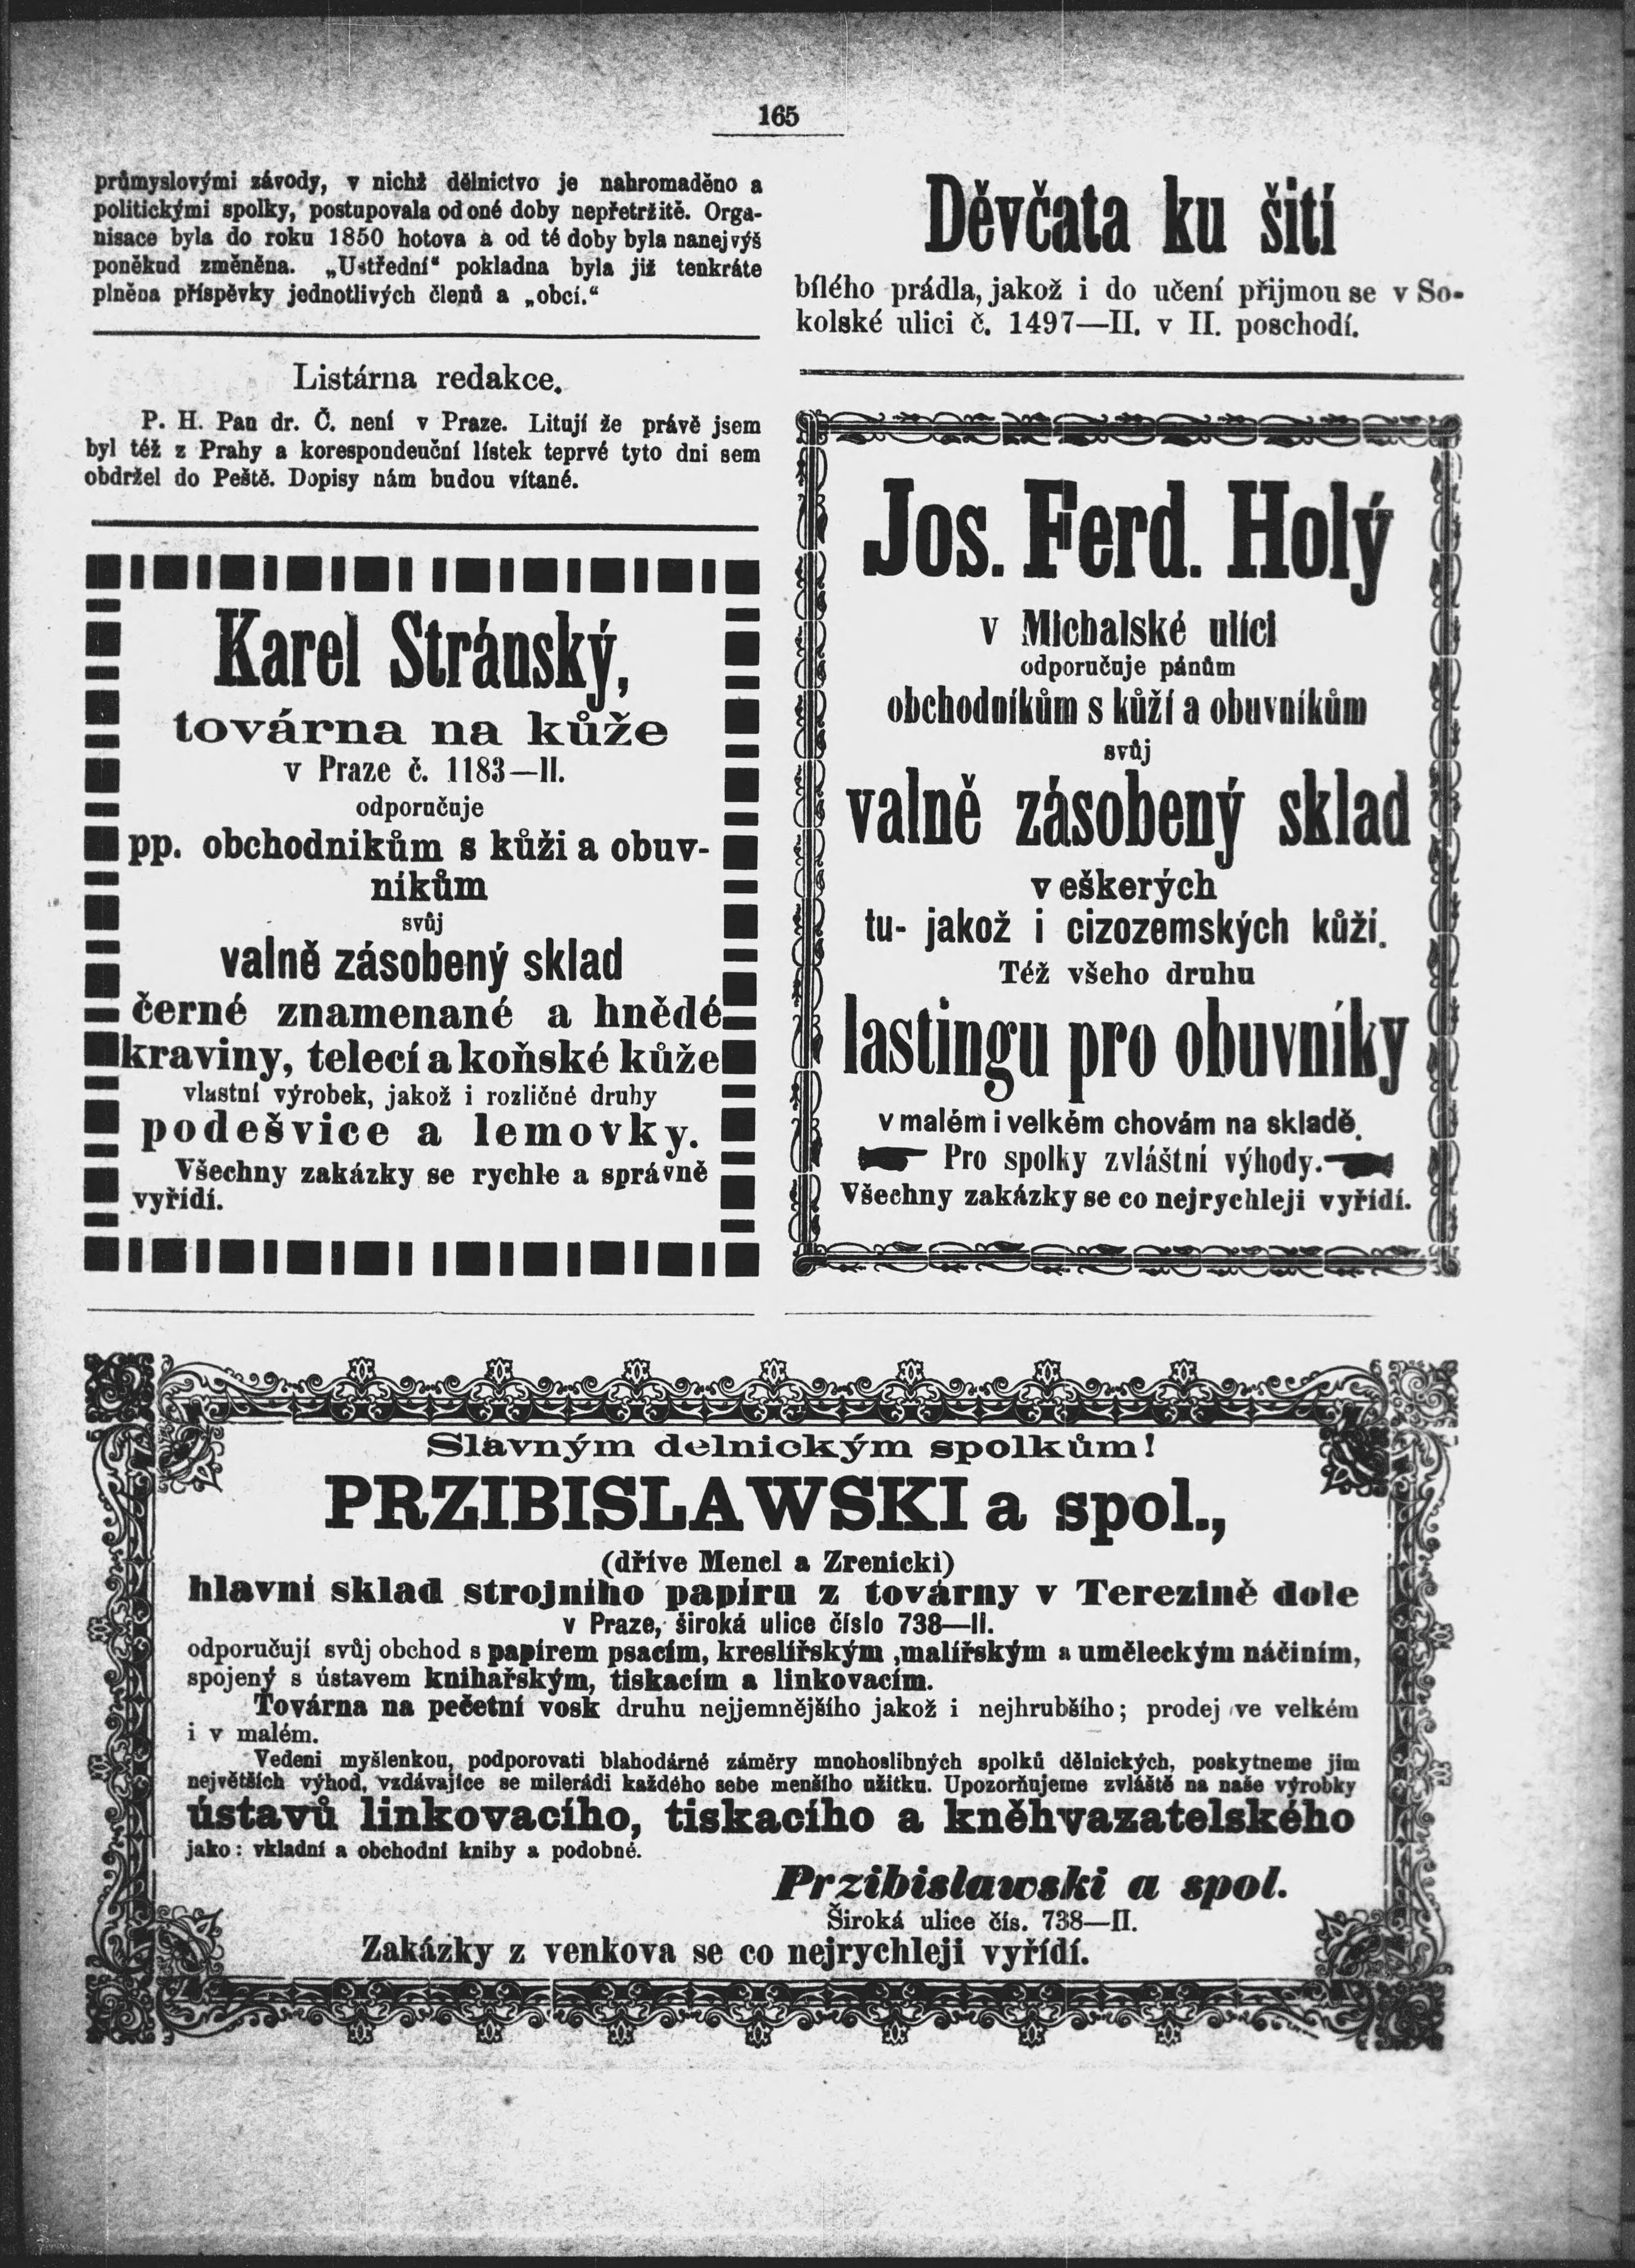 165
průmyslovými závody, v nichž dělnictvo je nahromaděno a
politickými spolky, postupovala od oné doby nepřetržitě. Orga-
nisace byla do roku 1850 hotova a od té doby byla nanejvýš
poněkud změněna. „Ustřední“ pokladna byla již tenkráte
plněna příspěvky jednotlivých členů a „obcí.“
Listárna redakce.
P. H. Pan dr. Č. není v Praze. Lituji že právě jsem
byl též z Prahy a korespondenční lístek teprvé tyto dni sem
obdržel do Peště. Dopisy nám budou vítané.
Karel Stránský,
továrna na kůže
v Praze č. 1183—II.
odporučuje
pp. obchodnikům s kůži a obuv-
nikům
svůj
valně zásobený sklad
černé znamenané a hnědé
kraviny, telecí a koňské kůže
vlastní výrobek, jakož i rozličné druhy
podešvice a lemovky.
Všechny zakázky se rychle a správně
vyřídí.
Děvčata ku šití
bílého prádla, jakož i do učení přijmou se v So-
kolské ulici č. 1497—II. v II. poschodí.
Jos. Ferd. Holý
v Michalské ulici
odporučuje pánům
obchodníkům s kůží a obuvníkům
svůj
valně zásobený sklad
veškerých
tu- jakož i cizozemských kůží.
Též všeho druhu
lastingu pro obuvníky
v malém i velkém chovám na skladě.
Pro spolky zvláštní výhody.
Všechny zakázky se co nejrychleji vyřídí.
Slavným delnickým spolkům!
PRZIBISLAWSKI a spol.,
(dříve Mencl a Zrenicki)
hlavni sklad strojniho papiru z továrny v Terezině dole
v Praze, široká ulice číslo 738—II.
odporučují svůj obchod s papírem psacím, kreslířským ,malířským a uměleckým náčiním,
spojený s ústavem knihařským, tiskacím a linkovacím.
Továrna na pečetní vosk druhu nejjemnějšího jakož i nejhrubšího; prodej ve velkém
i v malém.
Vedeni myšlenkou, podporovati blahodárné záměry mnohoslibných spolků dělnických, poskytneme jim
největších výhod, vzdávajíce se milerádi každého sebe menšího užitku. Upozorňujeme zvláště na naše výrobky
ústavů linkovacího, tiskacího a kněhvazatelského
jako: vkladní a obchodní knihy a podobné.
Przibislawski a spol.
Široká ulice čís. 738—II.
Zakázky z venkova se co nejrychleji vyřídí.